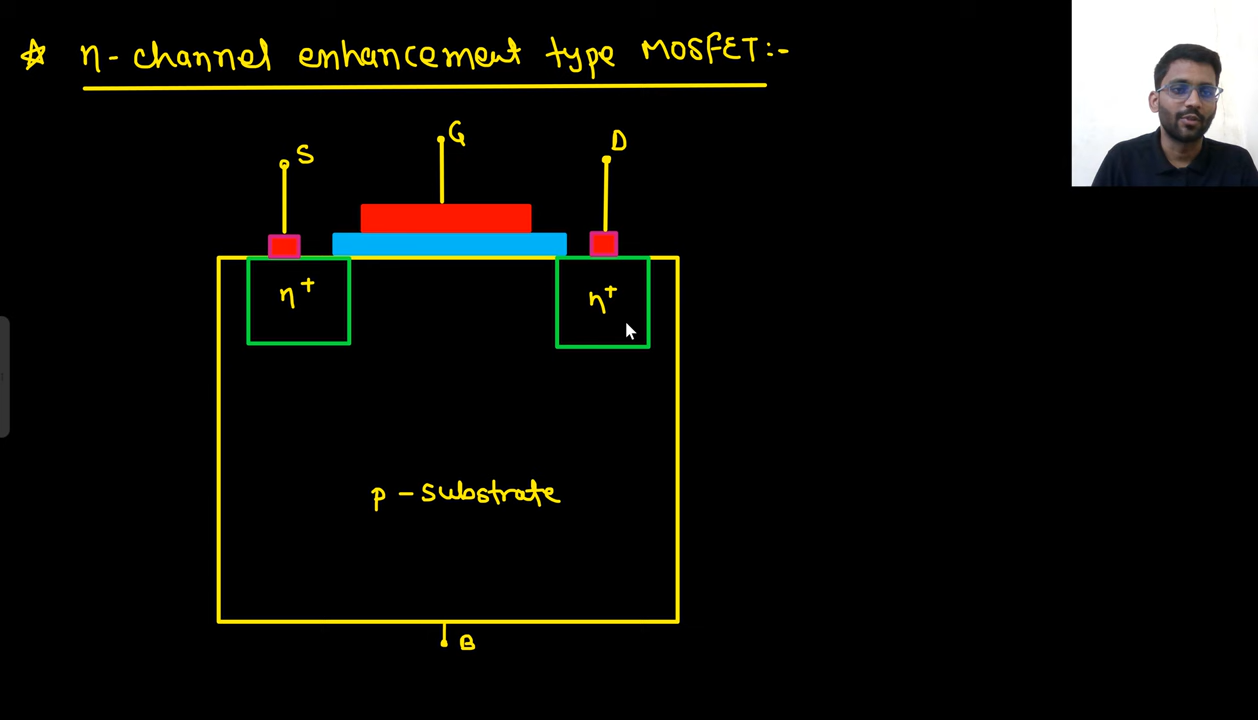 ☆ n-channel enhancement type MOSFET:-
G
S
D
n+
n+
p-substrate
B